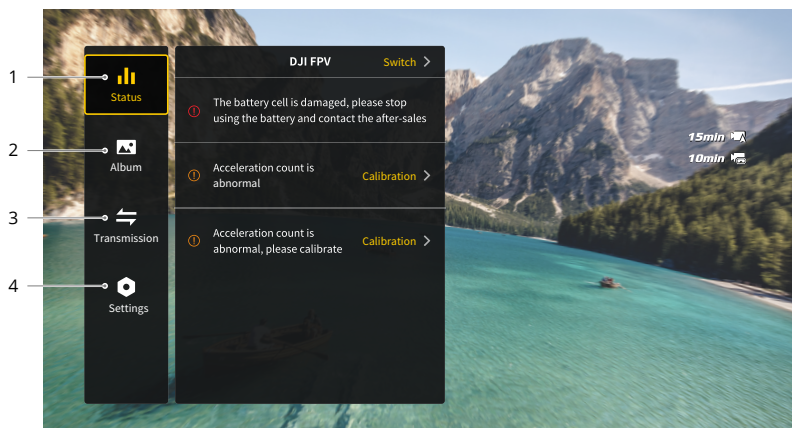 DJI FPV
Switch
1
Status
The battery cell is damaged, please stop
using the battery and contact the after-sales
15min
10min
2
Album
Acceleration count is
abnormal
Calibration
3
Transmission
Acceleration count is
abnormal, please calibrate
Calibration
4
Settings